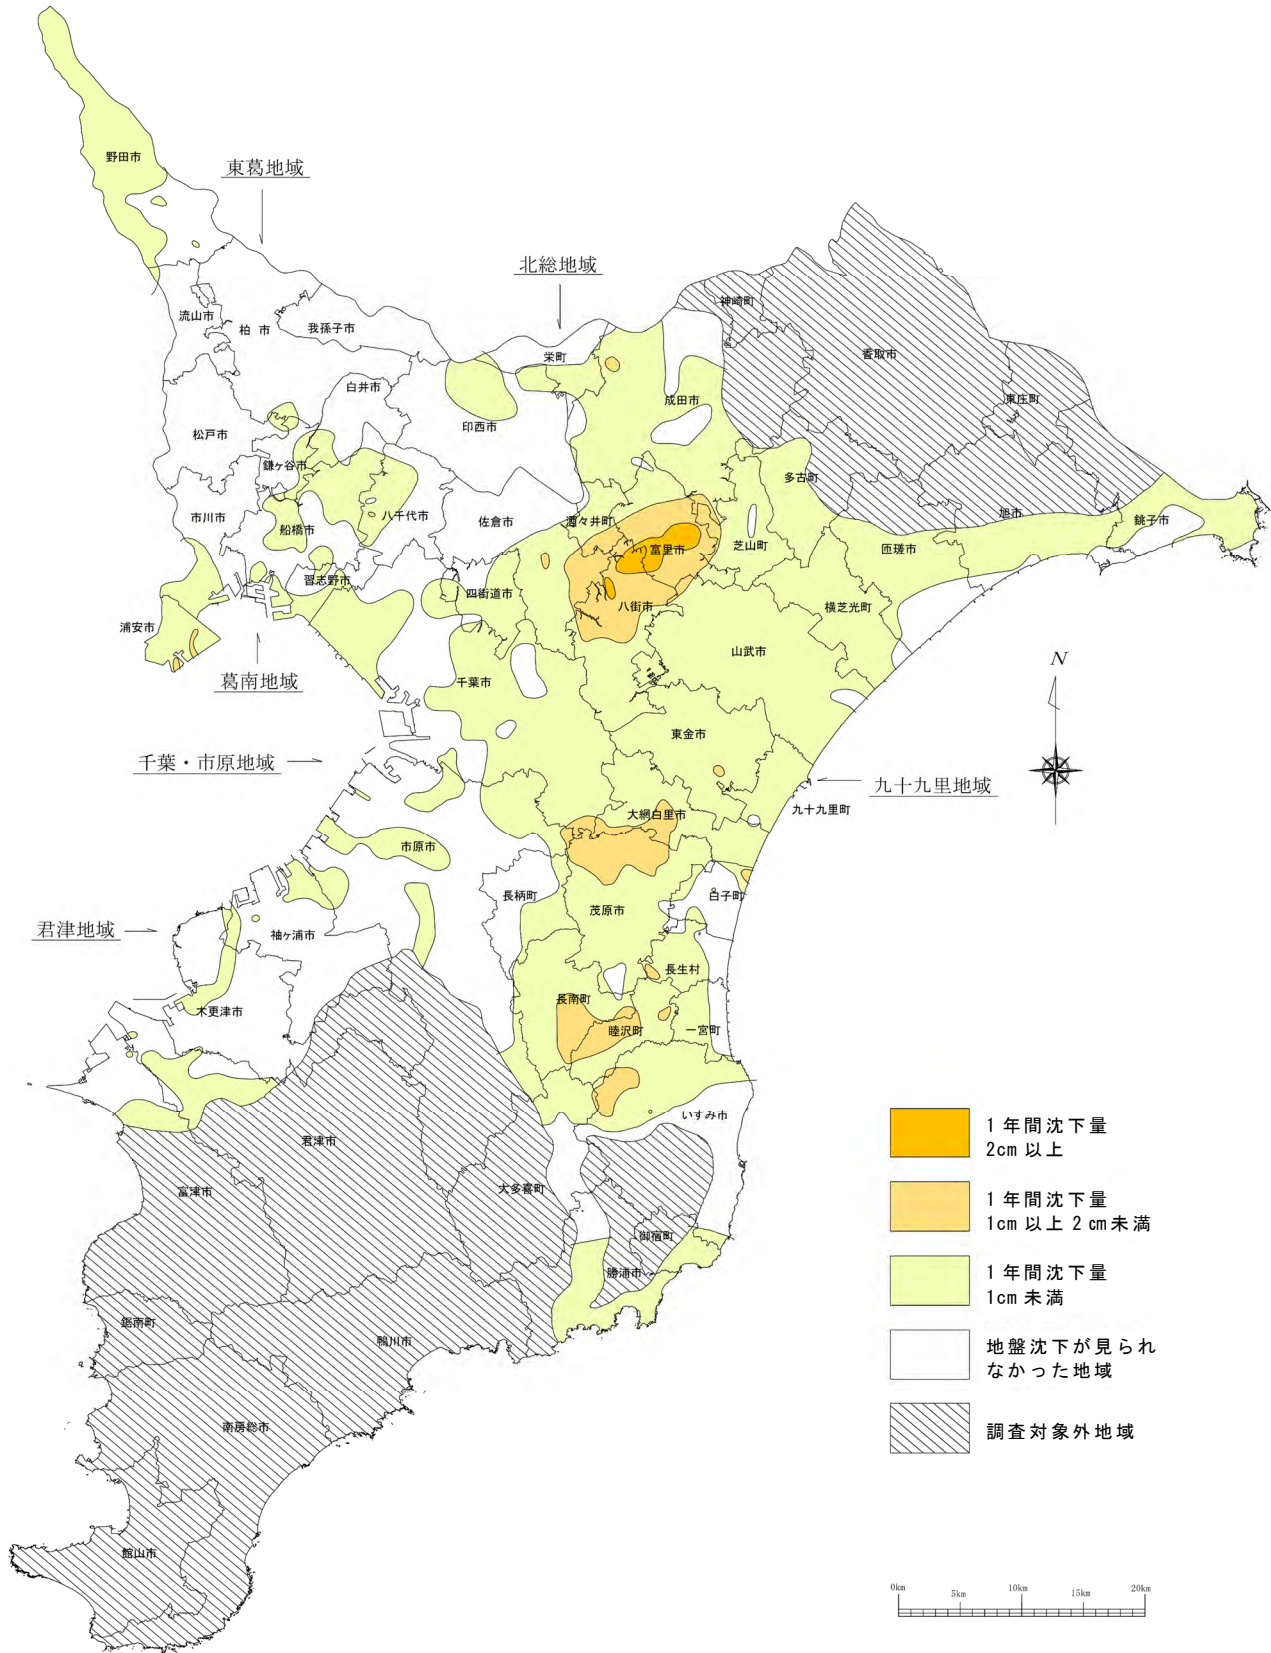 野田市
東葛地域
北総地域
神崎町
流山市
柏市
我孫子市
栄町
香取市
白井市
成田市
東庄町
印西市
松戸市
鎌ヶ谷市
多古町
市川市
船橋市
八千代市
佐倉市
酒々井町
旭市
銚子市
富里市
芝山町
匝瑳市
習志野市
四街道市
八街市
横芝光町
浦安市
山武市
葛南地域
千葉市
N
東金市
千葉・市原地域
九十九里地域
九十九里町
大網白里市
市原市
長柄町
白子町
茂原市
君津地域
袖ヶ浦市
長生村
長南町
木更津市
睦沢町
一宮町
いすみ市
君津市
富津市
大多喜町
御宿町
勝浦市
鋸南町
鴨川市
南房総市
館山市
1年間沈下量
2cm以上
1年間沈下量
1cm以上2cm未満
1年間沈下量
1cm未満
地盤沈下が見られ
なかった地域
調査対象外地域
0km 5km 10km 15km 20km